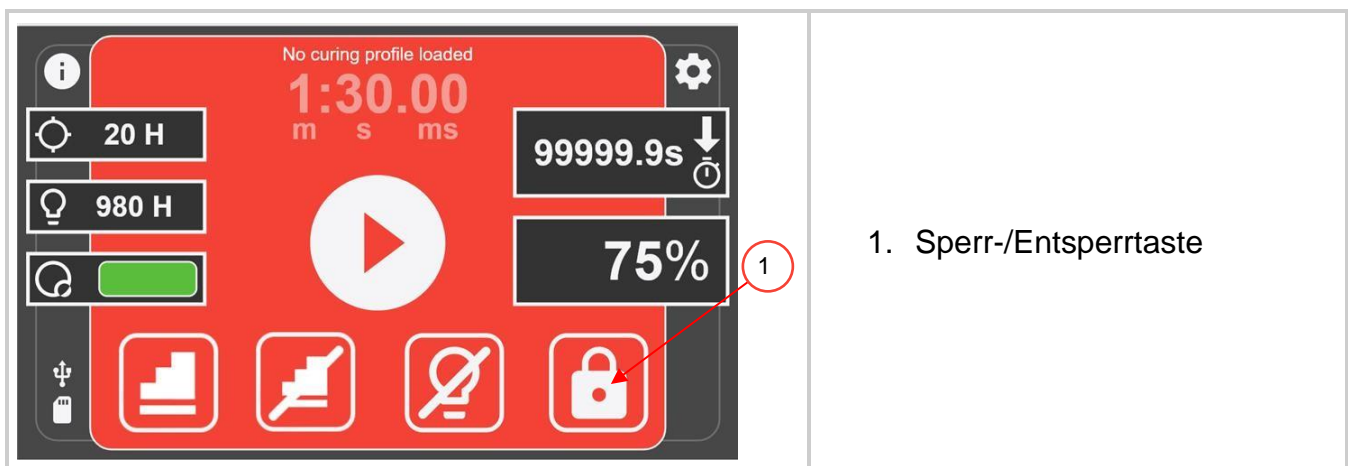 No curing profile loaded
1:30.00
m s ms
20 H
99999.9s
980 H
75%
1
1. Sperr-/Entsperrtaste